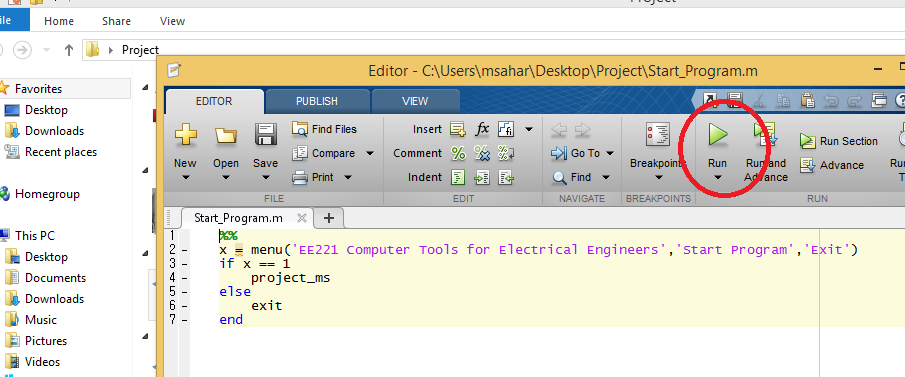 Project
File
Home
Share
View
Project
Favorites
Desktop
Downloads
Recent places
Homegroup
This PC
Desktop
Documents
Downloads
Music
Pictures
Videos
Editor - C:\Users\msahar\Desktop\Project\Start_Program.m
EDITOR PUBLISH VIEW
New
Open
Save
Find Files
Compare
Print
FILE
Insert
Comment
Indent
EDIT
Go To
Find
NAVIGATE
Breakpoints
BREAKPOINTS
Run
Run and
Advance
Run Section
Advance
RUN
Start_Program.m
1 %%
2 – x = menu('EE221 Computer Tools for Electrical Engineers','Start Program','Exit')
3 – if x == 1
4 – project_ms
5 – else
6 – exit
7 – end